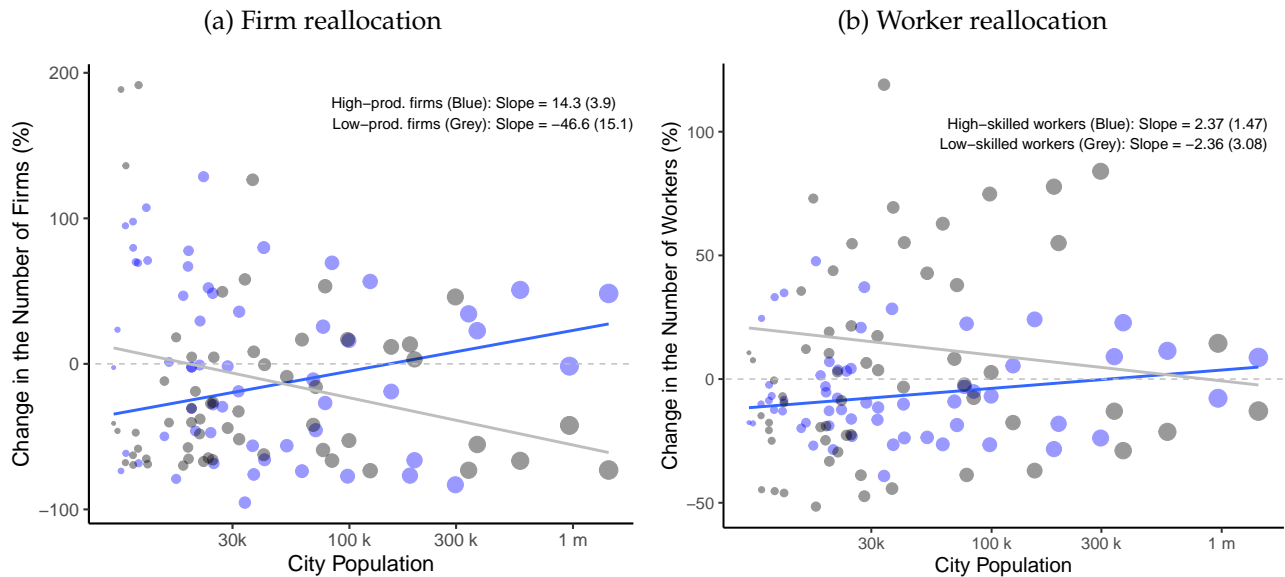 (a) Firm reallocation
200
100
0
−100
Change in the Number of Firms (%)
High−prod. firms (Blue): Slope = 14.3 (3.9)
Low−prod. firms (Grey): Slope = −46.6 (15.1)
30k
100 k
300 k
1 m
City Population
(b) Worker reallocation
100
50
0
−50
Change in the Number of Workers (%)
High−skilled workers (Blue): Slope = 2.37 (1.47)
Low−skilled workers (Grey): Slope = −2.36 (3.08)
30k
100 k
300 k
1 m
City Population